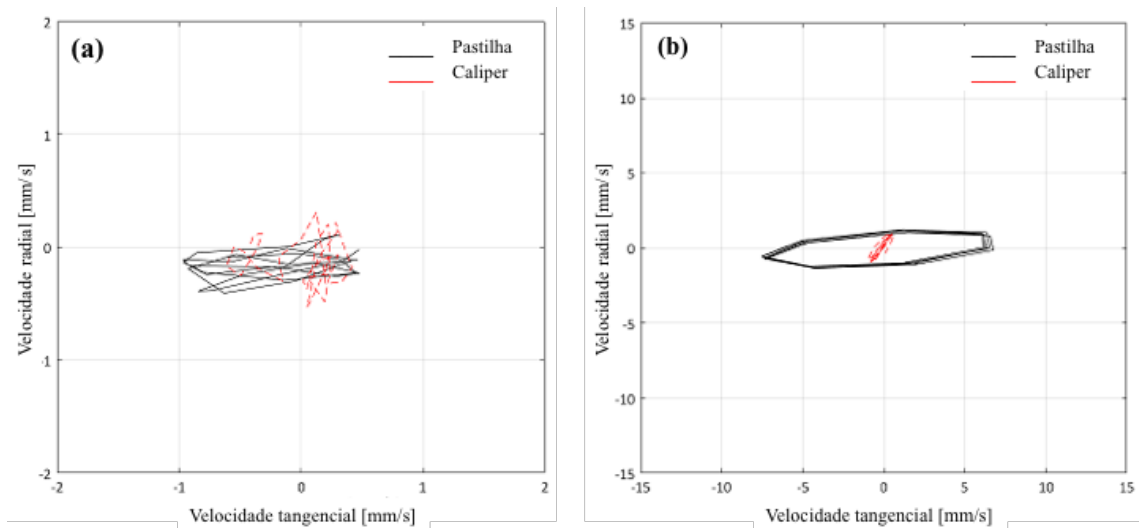 (a)
Pastilha
Caliper
2
1
0
-1
-2
-2
-1
0
1
2
Velocidade radial [mm/s]
Velocidade tangencial [mm/s]
(b)
Pastilha
Caliper
15
10
5
0
-5
-10
-15
-15
-10
-5
0
5
10
15
Velocidade radial [mm/s]
Velocidade tangencial [mm/s]